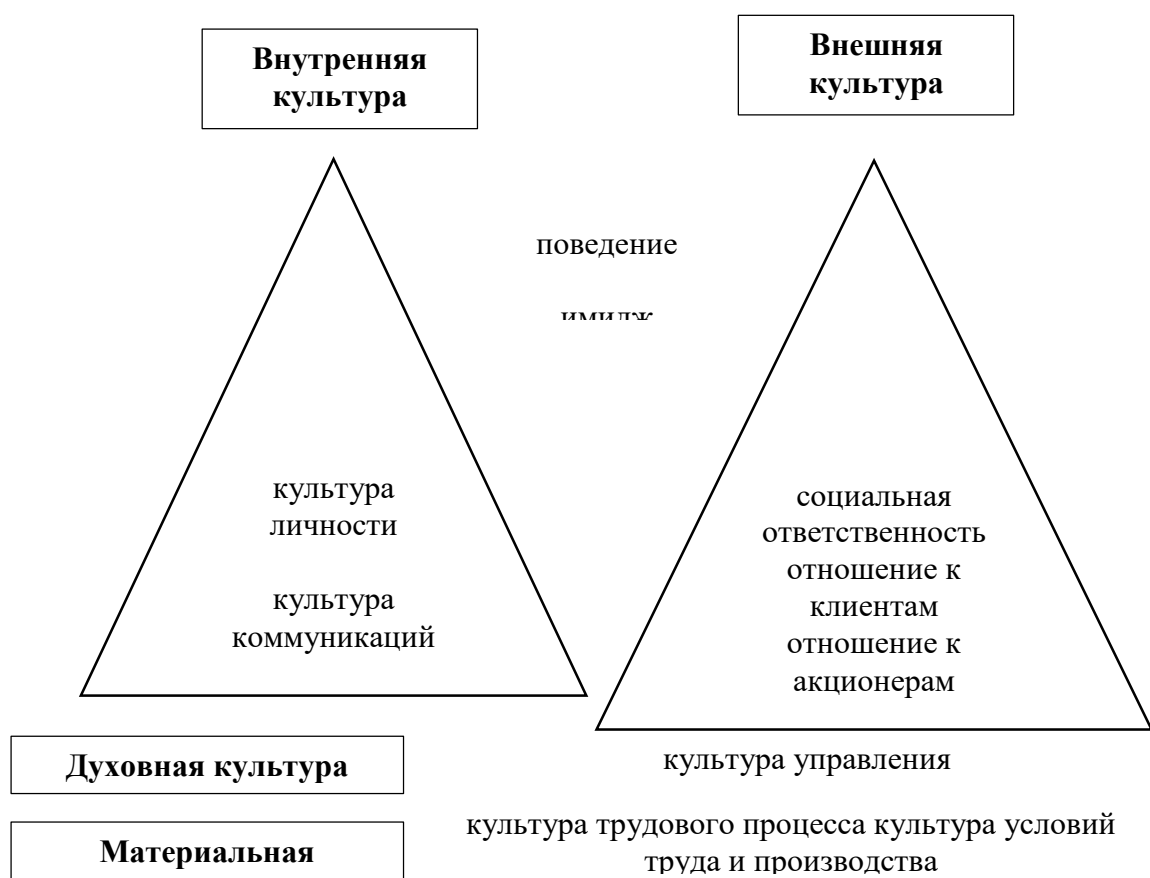 Внутренняя
культура
Внешняя
культура
поведение
имидж
культура
личности
культура
коммуникаций
социальная
ответственность
отношение к
клиентам
отношение к
акционерам
Духовная культура
культура управления
Материальная
культура трудового процесса культура условий
труда и производства